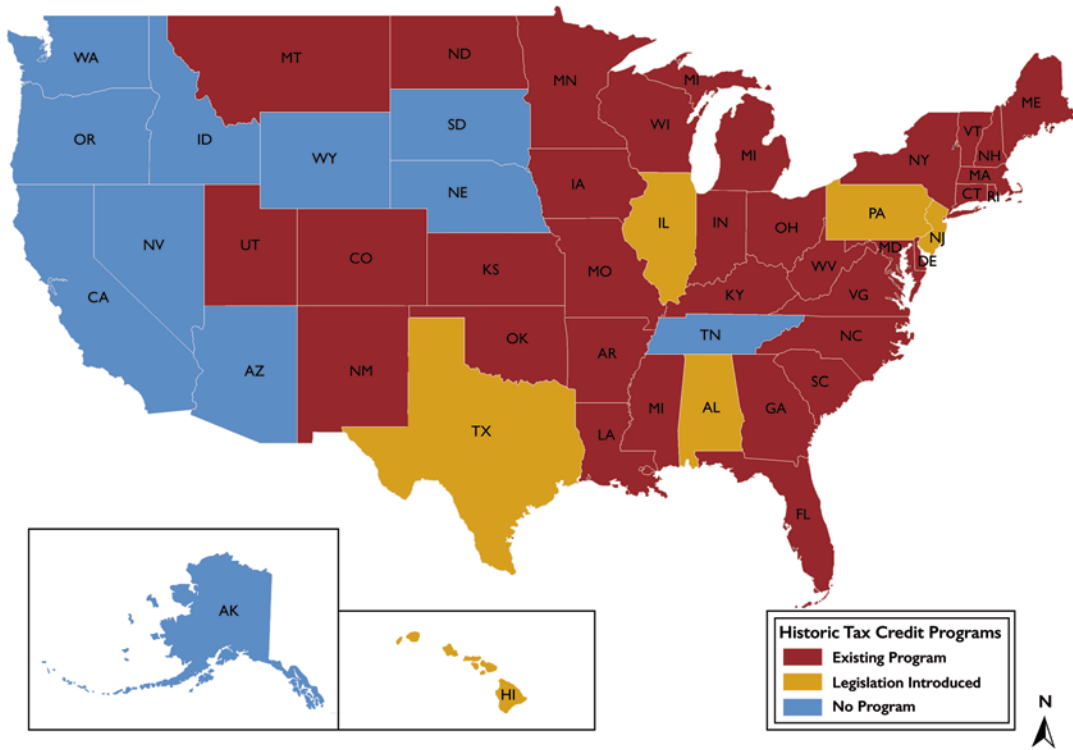 WA
MT
ND
MN
MI
ME
OR
ID
SD
WI
VT
NH
WY
MI
NY
MA
CT
RI
NE
IA
IL
IN
OH
PA
NJ
NV
UT
CO
KS
MO
WV
MD
DE
CA
KY
VG
AZ
NM
OK
AR
TN
NC
SC
TX
LA
MI
AL
GA
FL
AK
HI
Historic Tax Credit Programs
Existing Program
Legislation Introduced
No Program
N